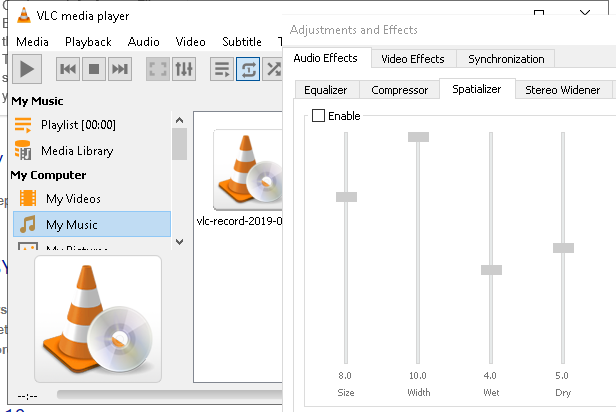 VLC media player
Media Playback Audio Video Subtitle T
My Music
Playlist [00:00]
Media Library
My Computer
My Videos
My Music
My Pictures
vlc-record-2019-0
--:--
Adjustments and Effects
Audio Effects Video Effects Synchronization
Equalizer Compressor Spatializer Stereo Widener
Enable
8.0 10.0 4.0 5.0
Size Width Wet Dry